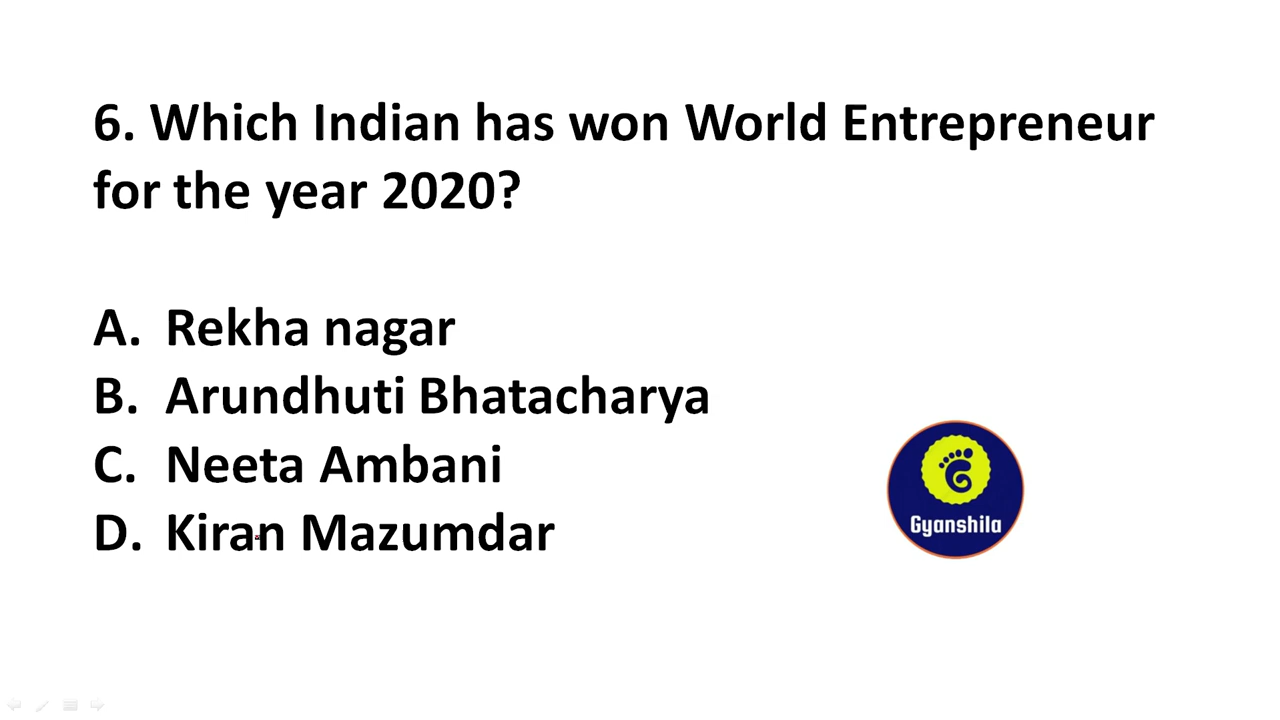 6. Which Indian has won World Entrepreneur
for the year 2020?
A. Rekha nagar
B. Arundhuti Bhatacharya
C. Neeta Ambani
D. Kiran Mazumdar
Gyanshila